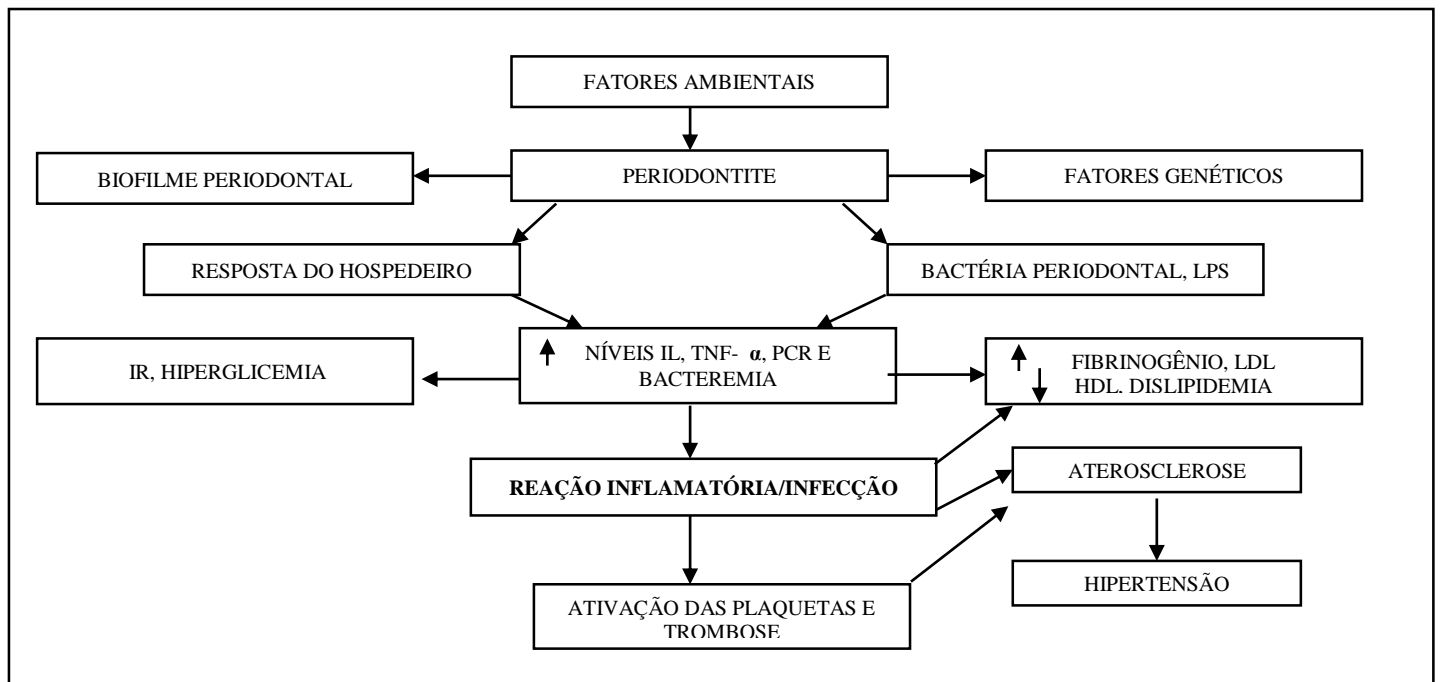 FATORES AMBIENTAIS
BIOFILME PERIODONTAL
PERIODONTITE
FATORES GENÉTICOS
RESPOSTA DO HOSPEDEIRO
BACTÉRIA PERIODONTAL, LPS
IR, HIPERGLICEMIA
NÍVEIS IL, TNF- α, PCR E
BACTEREMIA
FIBRINOGÊNIO, LDL
HDL. DISLIPIDEMIA
REAÇÃO INFLAMATÓRIA/INFECÇÃO
ATEROSCLEROSE
HIPERTENSÃO
ATIVAÇÃO DAS PLAQUETAS E
TROMBOSE